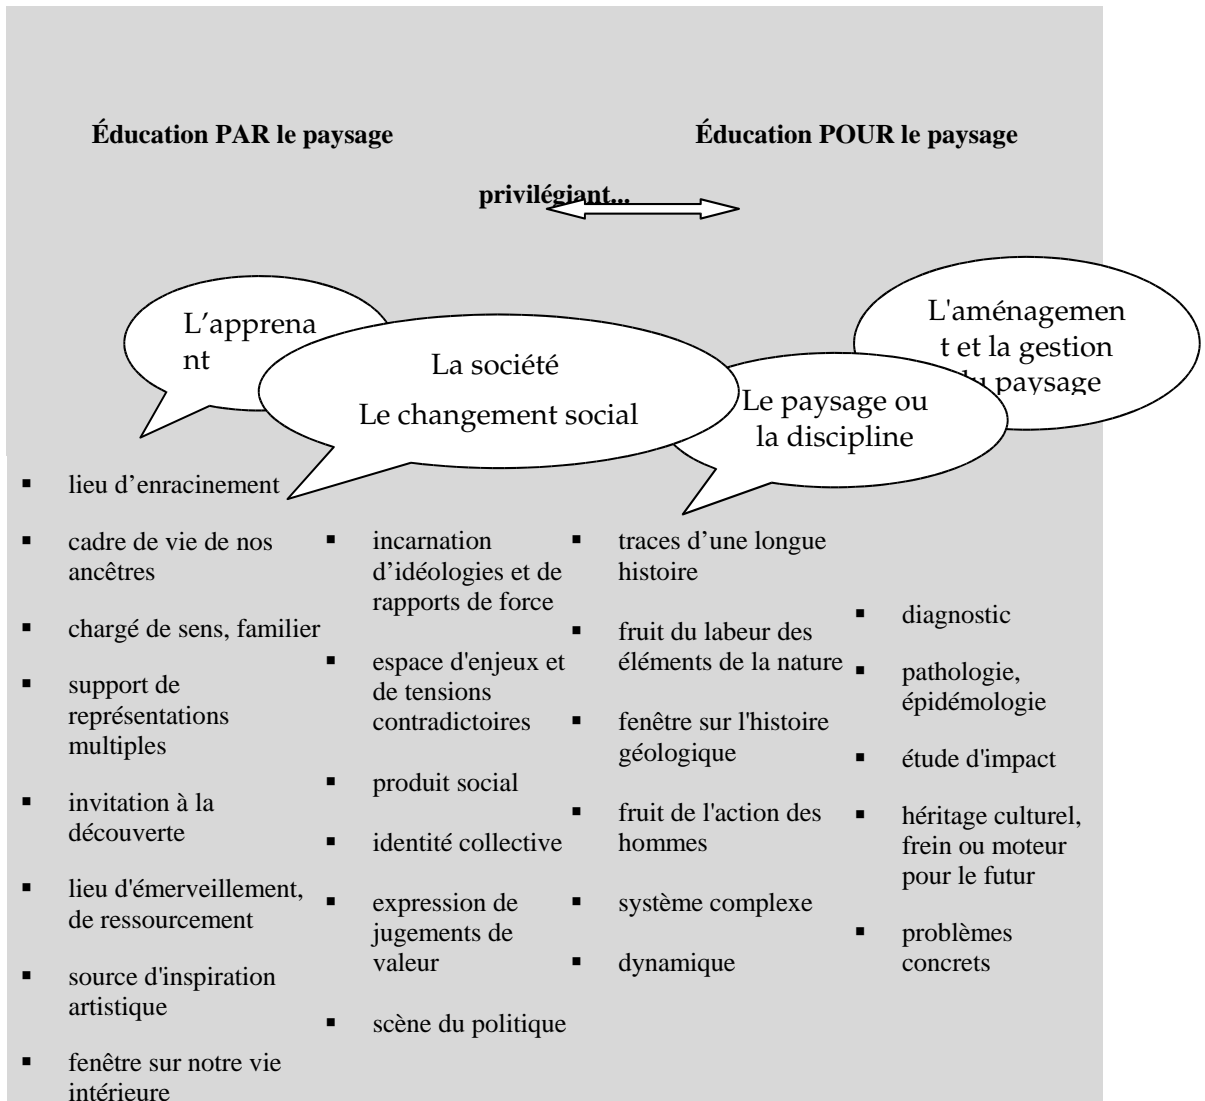 Éducation PAR le paysage
Éducation POUR le paysage
privilégiant...
L’apprena
nt
La société
Le changement social
Le paysage ou
la discipline
L'aménagemen
t et la gestion
du paysage
▪ lieu d’enracinement
▪ cadre de vie de nos
ancêtres
▪ chargé de sens, familier
▪ support de
représentations
multiples
▪ invitation à la
découverte
▪ lieu d'émerveillement,
de ressourcement
▪ source d'inspiration
artistique
▪ fenêtre sur notre vie
intérieure
▪ incarnation
d’idéologies et de
rapports de force
▪ espace d'enjeux et
de tensions
contradictoires
▪ produit social
▪ identité collective
▪ expression de
jugements de
valeur
▪ scène du politique
▪ traces d’une longue
histoire
▪ fruit du labeur des
éléments de la nature
▪ fenêtre sur l'histoire
géologique
▪ fruit de l'action des
hommes
▪ système complexe
▪ dynamique
▪ diagnostic
▪ pathologie,
épidémologie
▪ étude d'impact
▪ héritage culturel,
frein ou moteur
pour le futur
▪ problèmes
concrets